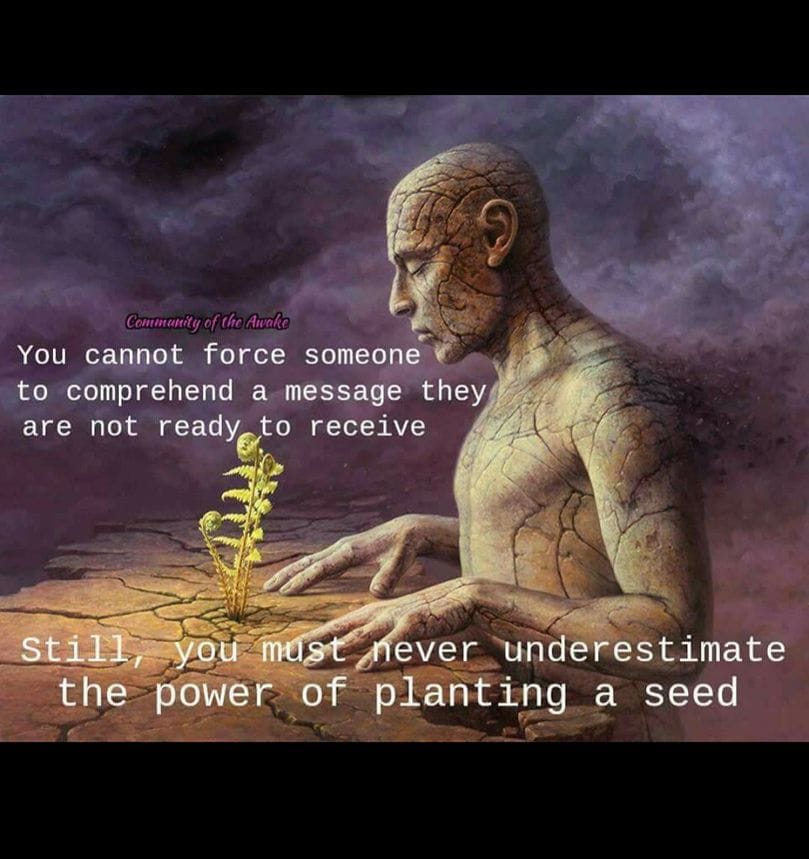 Community of the Awake
You cannot force someone
to comprehend a message they
are not ready to receive
Still, you must never underestimate
the power of planting a seed